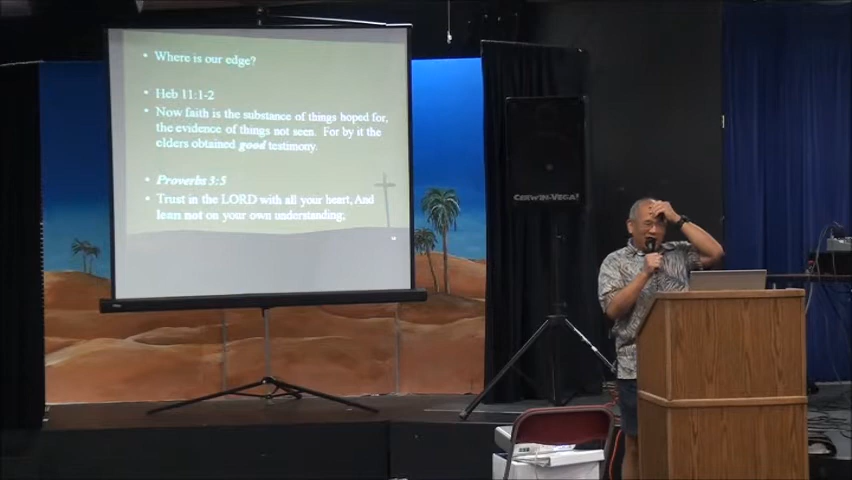 • Where is our edge?
• Heb 11:1-2
• Now faith is the substance of things hoped for,
the evidence of things not seen. For by it the
elders obtained good testimony.
• Proverbs 3:5
• Trust in the LORD with all your heart, And
lean not on your own understanding;
CERWIN-VEGA!